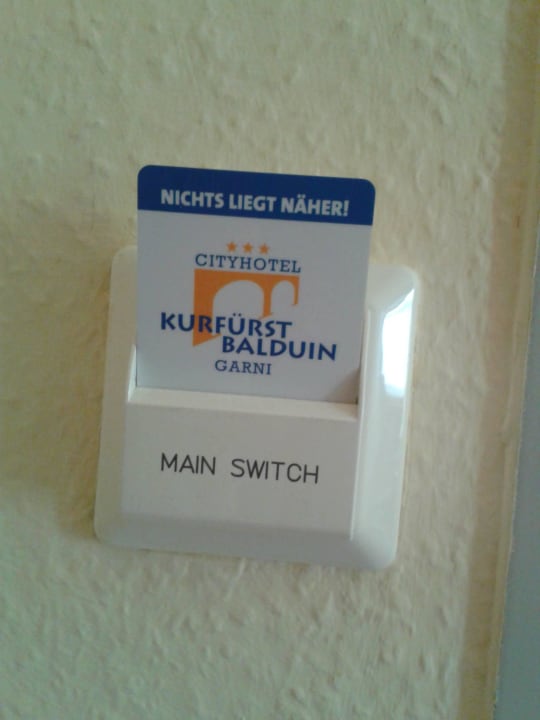 NICHTS LIEGT NÄHER!
CITYHOTEL
KURFÜRST
BALDUIN
GARNI
MAIN SWITCH